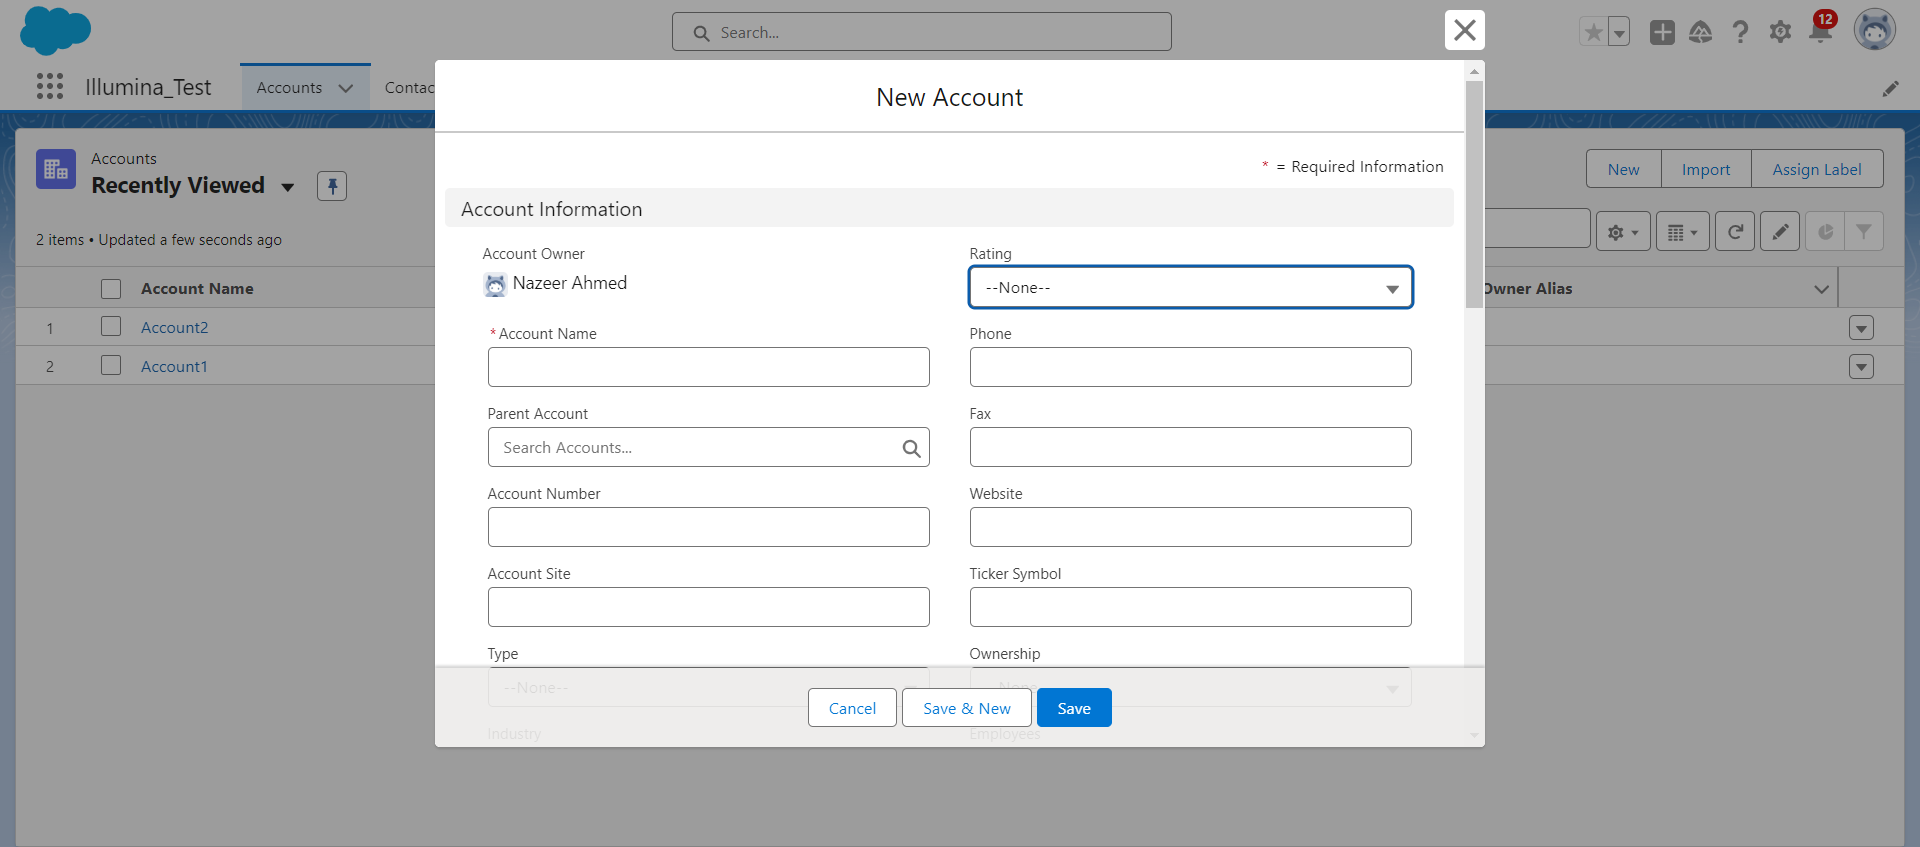 Search...
12
Illumina_Test
Accounts
Contac
New Account
* = Required Information
Accounts
Recently Viewed
New
Import
Assign Label
2 items • Updated a few seconds ago
Account Name
Owner Alias
1
Account2
2
Account1
Account Information
Account Owner
Nazeer Ahmed
Rating
--None--
*Account Name
Phone
Parent Account
Search Accounts...
Fax
Account Number
Website
Account Site
Ticker Symbol
Type
--None--
Ownership
--None--
Cancel
Save & New
Save
Industry
Employees